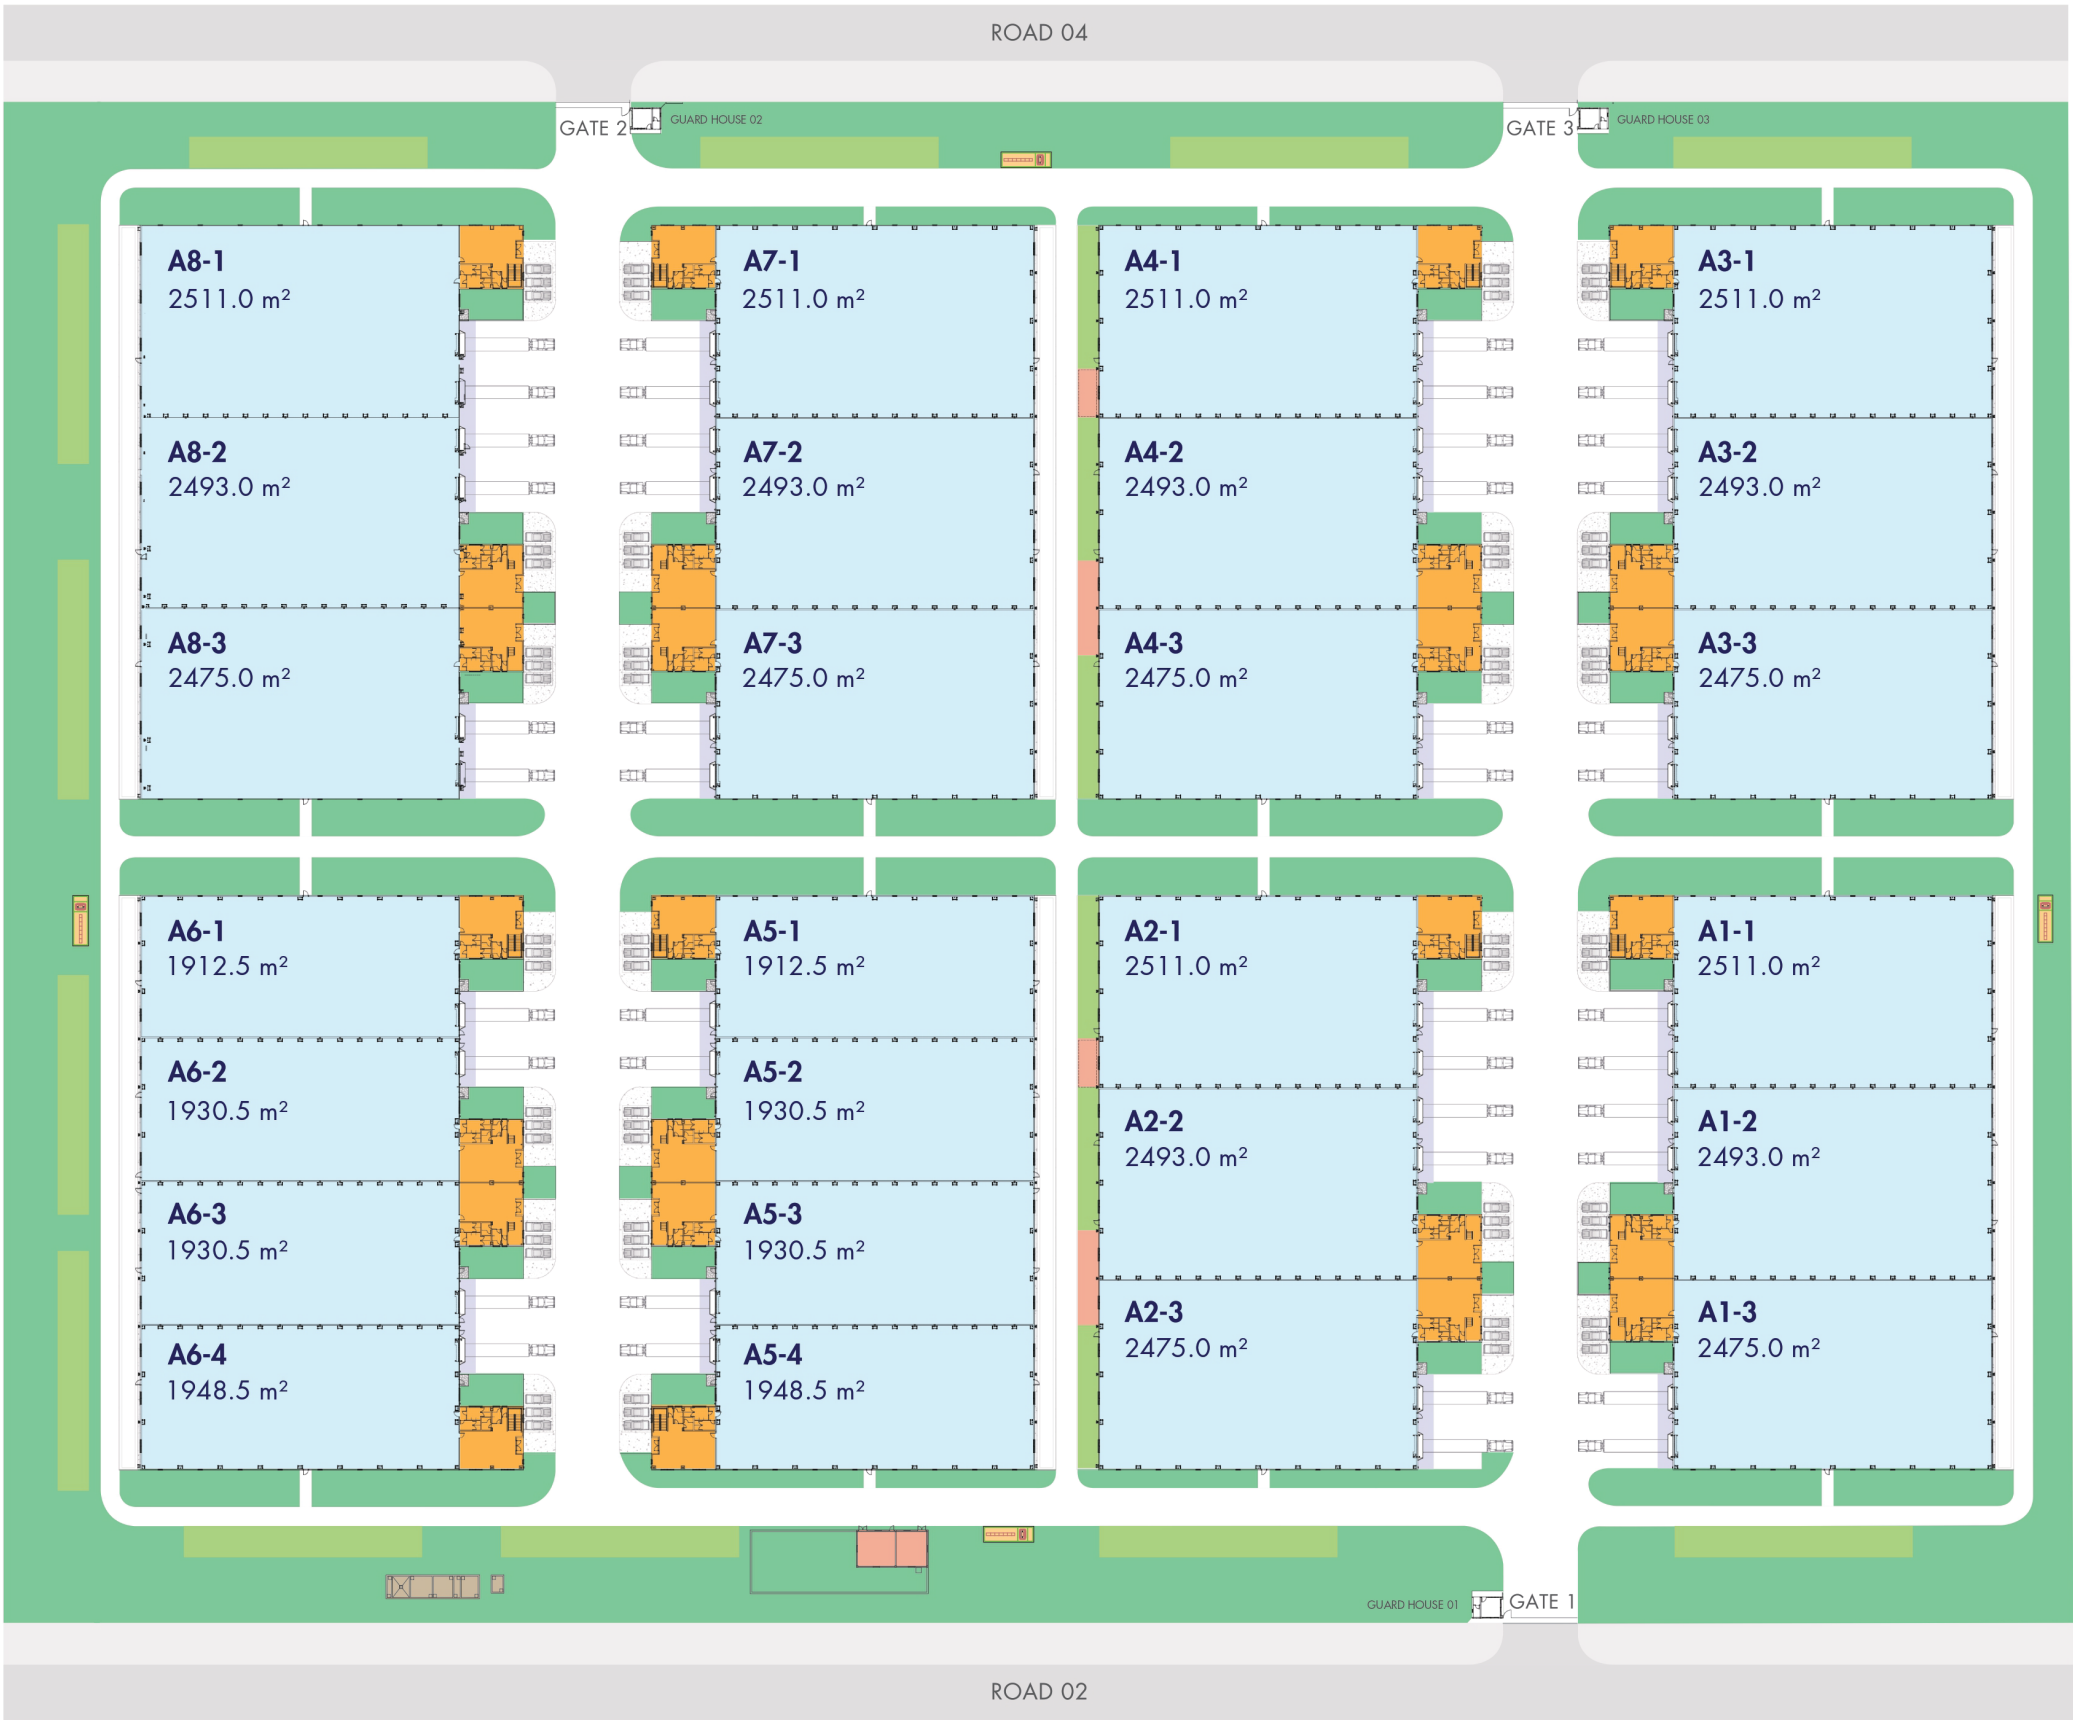 ROAD 04
GATE 2
GUARD HOUSE 02
GATE 3
GUARD HOUSE 03
A8-1
2511.0 m²
A7-1
2511.0 m²
A4-1
2511.0 m²
A3-1
2511.0 m²
A8-2
2493.0 m²
A7-2
2493.0 m²
A4-2
2493.0 m²
A3-2
2493.0 m²
A8-3
2475.0 m²
A7-3
2475.0 m²
A4-3
2475.0 m²
A3-3
2475.0 m²
A6-1
1912.5 m²
A5-1
1912.5 m²
A2-1
2511.0 m²
A1-1
2511.0 m²
A6-2
1930.5 m²
A5-2
1930.5 m²
A2-2
2493.0 m²
A1-2
2493.0 m²
A6-3
1930.5 m²
A5-3
1930.5 m²
A2-3
2475.0 m²
A1-3
2475.0 m²
A6-4
1948.5 m²
A5-4
1948.5 m²
GUARD HOUSE 01
GATE 1
ROAD 02